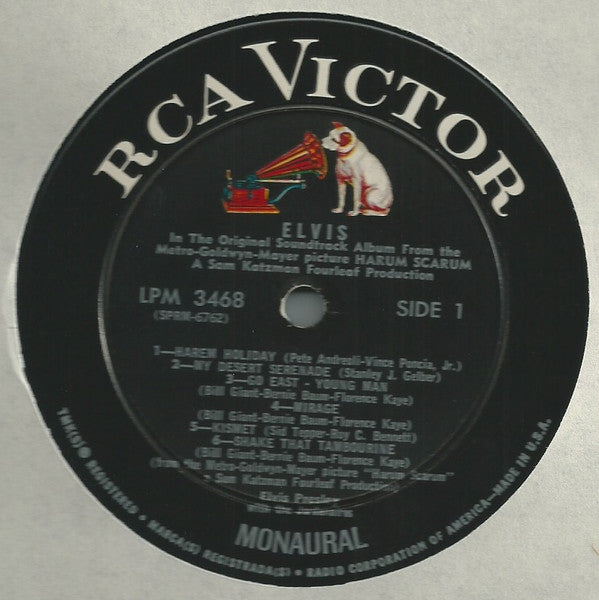 RCA VICTOR
ELVIS
In The Original Soundtrack Album From the
Metro-Goldwyn-Mayer picture HARUM SCARUM
A Sam Katzman Fourleaf Production
LPM 3468
SIDE 1
(SPRM-6762)
1—HAREM HOLIDAY (Pete Andreoli-Vince Poncia, Jr.)
2—MY DESERT SERENADE (Stanley J. Gelber)
3—GO EAST - YOUNG MAN
(Bill Giant-Bernie Baum-Florence Kaye)
4—MIRAGE
(Bill Giant-Bernie Baum-Florence Kaye)
5—KISMET (Sid Tepper-Roy C. Bennett)
6—SHAKE THAT TAMBOURINE
(Bill Giant-Bernie Baum-Florence Kaye)
(from the Metro-Goldwyn-Mayer picture "Harum Scarum"
Sam Katzman Fourleaf Production)
Elvis Presley
with the Jordanaires
MONAURAL
TMK(S) ® REGISTERED • MARCA(S) REGISTRADA(S) • RADIO CORPORATION OF AMERICA—MADE IN U.S.A.